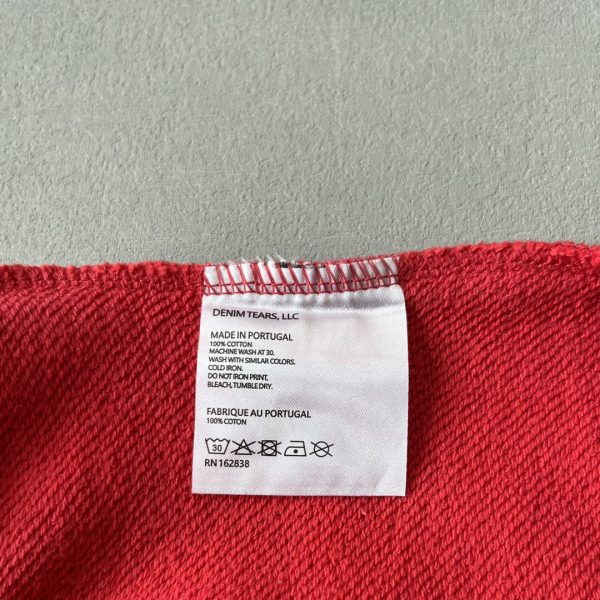 DENIM TEARS, LLC
MADE IN PORTUGAL
100% COTTON
MACHINE WASH AT 30.
WASH WITH SIMILAR COLORS.
COLD IRON.
DO NOT IRON PRINT,
BLEACH, TUMBLE DRY.
FABRIQUE AU PORTUGAL
100% COTTON
30
RN 162838